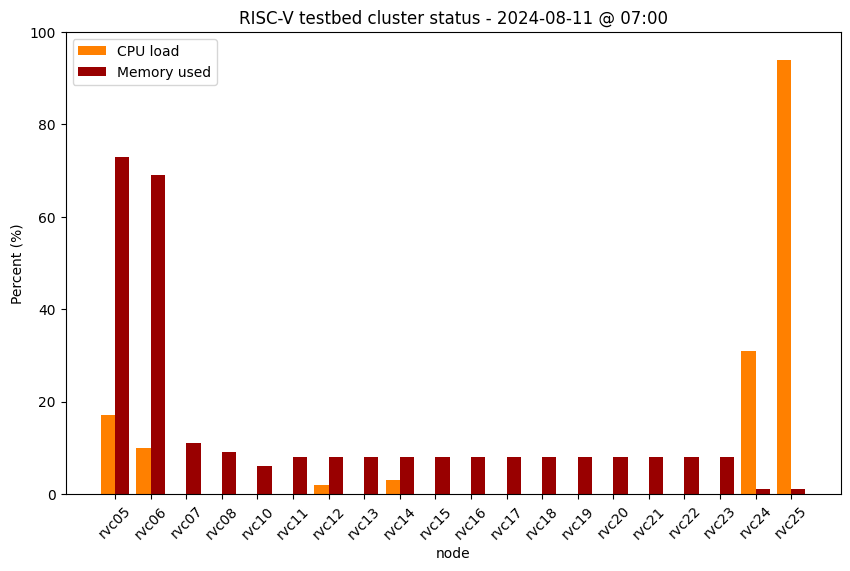 RISC-V testbed cluster status - 2024-08-11 @ 07:00
CPU load
Memory used
Percent (%)
100
80
60
40
20
0
rvc05 rvc06 rvc07 rvc08 rvc10 rvc11 rvc12 rvc13 rvc14 rvc15 rvc16 rvc17 rvc18 rvc19 rvc20 rvc21 rvc22 rvc23 rvc24 rvc25
node